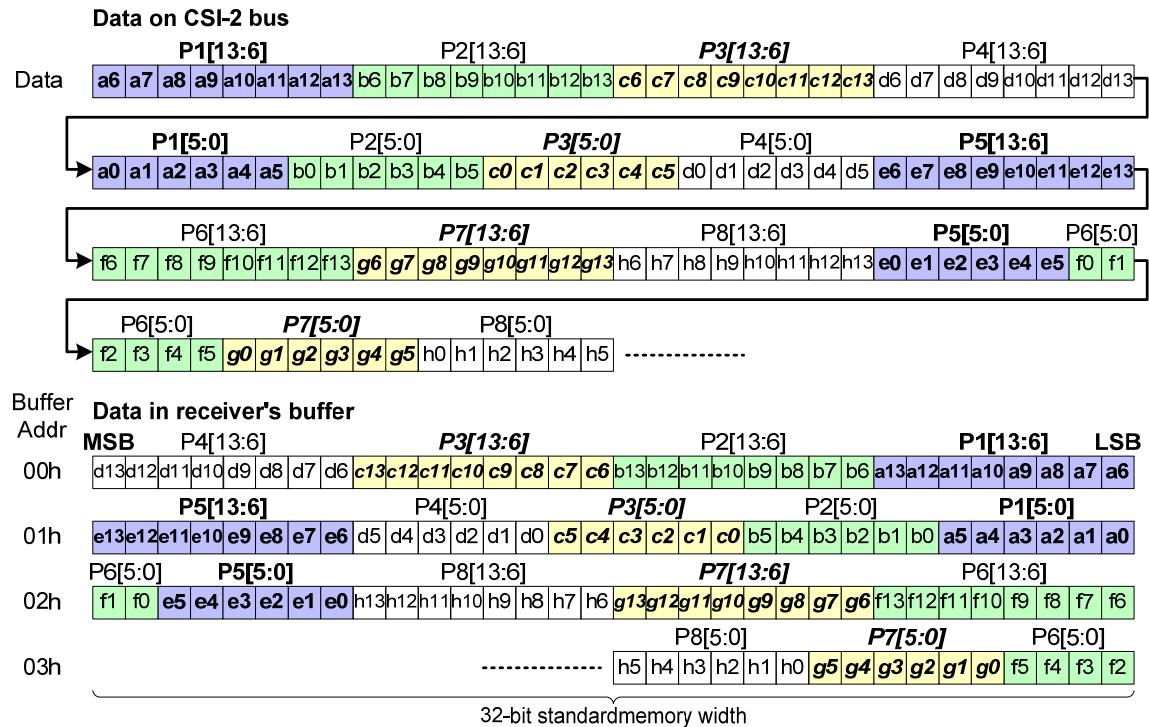 Data on CSI-2 bus
P1[13:6] P2[13:6] P3[13:6] P4[13:6]
Data a6 a7 a8 a9 a10 a11 a12 a13 b6 b7 b8 b9 b10 b11 b12 b13 c6 c7 c8 c9 c10 c11 c12 c13 d6 d7 d8 d9 d10 d11 d12 d13
P1[5:0] P2[5:0] P3[5:0] P4[5:0] P5[13:6]
a0 a1 a2 a3 a4 a5 b0 b1 b2 b3 b4 b5 c0 c1 c2 c3 c4 c5 d0 d1 d2 d3 d4 d5 e6 e7 e8 e9 e10 e11 e12 e13
P6[13:6] P7[13:6] P8[13:6] P5[5:0] P6[5:0]
f6 f7 f8 f9 f10 f11 f12 f13 g6 g7 g8 g9 g10 g11 g12 g13 h6 h7 h8 h9 h10 h11 h12 h13 e0 e1 e2 e3 e4 e5 f0 f1
P6[5:0] P7[5:0] P8[5:0]
f2 f3 f4 f5 g0 g1 g2 g3 g4 g5 h0 h1 h2 h3 h4 h5
Buffer Addr
Data in receiver's buffer
MSB P4[13:6] P3[13:6] P2[13:6] P1[13:6] LSB
00h d13 d12 d11 d10 d9 d8 d7 d6 c13 c12 c11 c10 c9 c8 c7 c6 b13 b12 b11 b10 b9 b8 b7 b6 a13 a12 a11 a10 a9 a8 a7 a6
P5[13:6] P4[5:0] P3[5:0] P2[5:0] P1[5:0]
01h e13 e12 e11 e10 e9 e8 e7 e6 d5 d4 d3 d2 d1 d0 c5 c4 c3 c2 c1 c0 b5 b4 b3 b2 b1 b0 a5 a4 a3 a2 a1 a0
P6[5:0] P5[5:0] P8[13:6] P7[13:6] P6[13:6]
02h f1 f0 e5 e4 e3 e2 e1 e0 h13 h12 h11 h10 h9 h8 h7 h6 g13 g12 g11 g10 g9 g8 g7 g6 f13 f12 f11 f10 f9 f8 f7 f6
P8[5:0] P7[5:0] P6[5:0]
03h h5 h4 h3 h2 h1 h0 g5 g4 g3 g2 g1 g0 f5 f4 f3 f2
32-bit standardmemory width